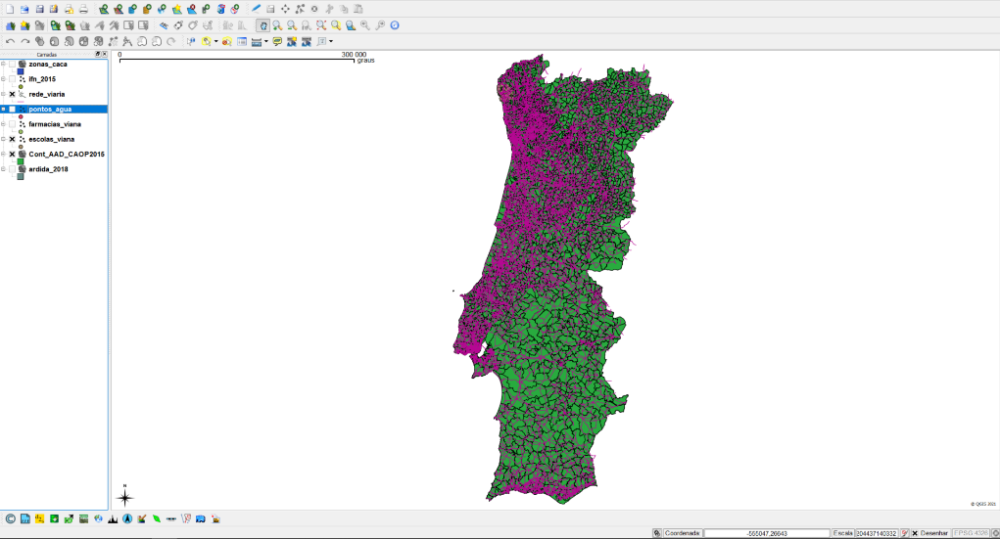 Camadas
zonas_caca
ifn_2015
rede_viaria
pontos_agua
farmacias_viana
escolas_viana
Cont_AAD_CAOP2015
ardida_2018
0 300 000
graus
N
© QGIS 2021
Coordenada: -555047,26643 Escala 204437140332 Desenhar EPSG:4326